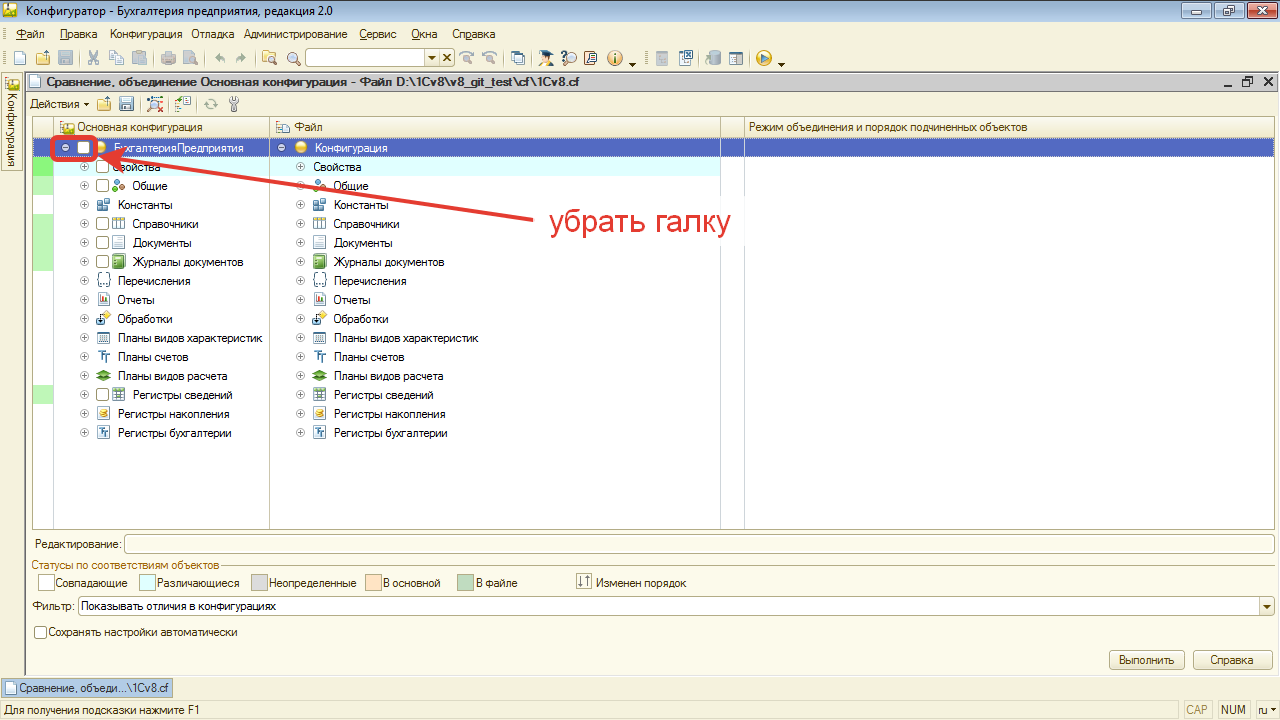 Конфигуратор - Бухгалтерия предприятия, редакция 2.0
Файл Правка Конфигурация Отладка Администрирование Сервис Окна Справка
Конфигурация
Сравнение, объединение Основная конфигурация - Файл D:\1Cv8\v8_git_test\cf\1Cv8.cf
Действия
Основная конфигурация Файл Режим объединения и порядок подчиненных объектов
БухгалтерияПредприятия Конфигурация
Свойства Свойства
Общие Общие
Константы Константы
Справочники Справочники
убрать галку
Документы Документы
Журналы документов Журналы документов
Перечисления Перечисления
Отчеты Отчеты
Обработки Обработки
Планы видов характеристик Планы видов характеристик
Планы счетов Планы счетов
Планы видов расчета Планы видов расчета
Регистры сведений Регистры сведений
Регистры накопления Регистры накопления
Регистры бухгалтерии Регистры бухгалтерии
Редактирование:
Статусы по соответствиям объектов
Совпадающие Различающиеся Неопределенные В основной В файле Изменен порядок
Фильтр: Показывать отличия в конфигурациях
Сохранять настройки автоматически
Выполнить Справка
Сравнение, объеди...\1Cv8.cf
Для получения подсказки нажмите F1 CAP NUM ru